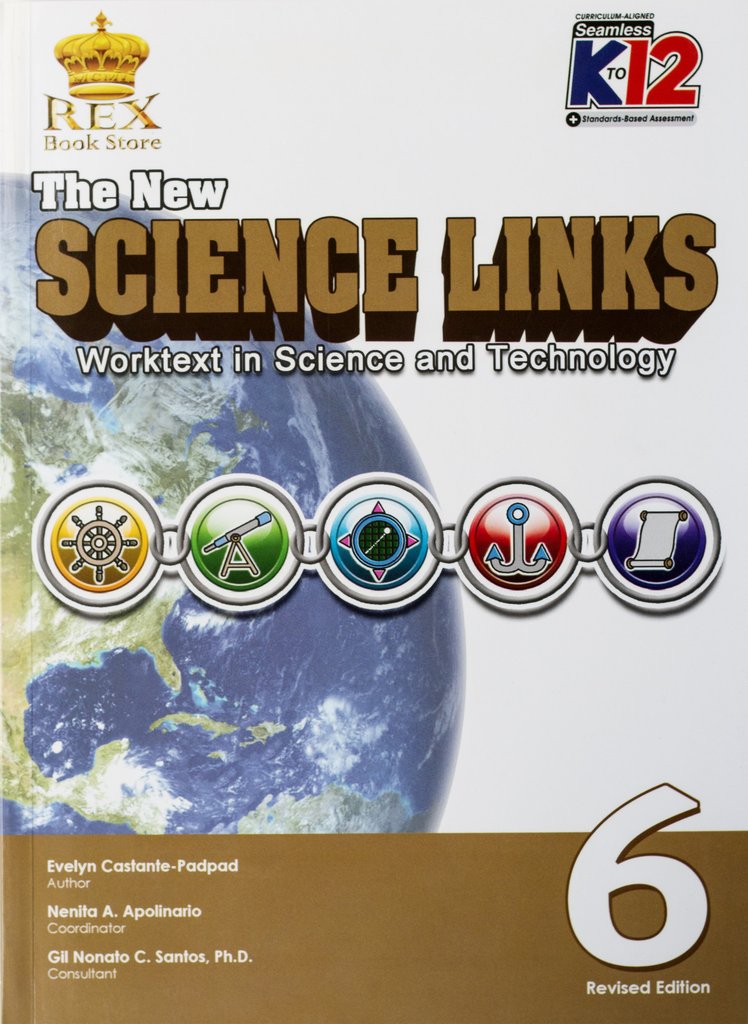 MCML
REX
Book Store
CURRICULUM-ALIGNED
Seamless
K TO 12
+ Standards-Based Assessment
The New
SCIENCE LINKS
Worktext in Science and Technology
Evelyn Castante-Padpad
Author
Nenita A. Apolinario
Coordinator
Gil Nonato C. Santos, Ph.D.
Consultant
6
Revised Edition